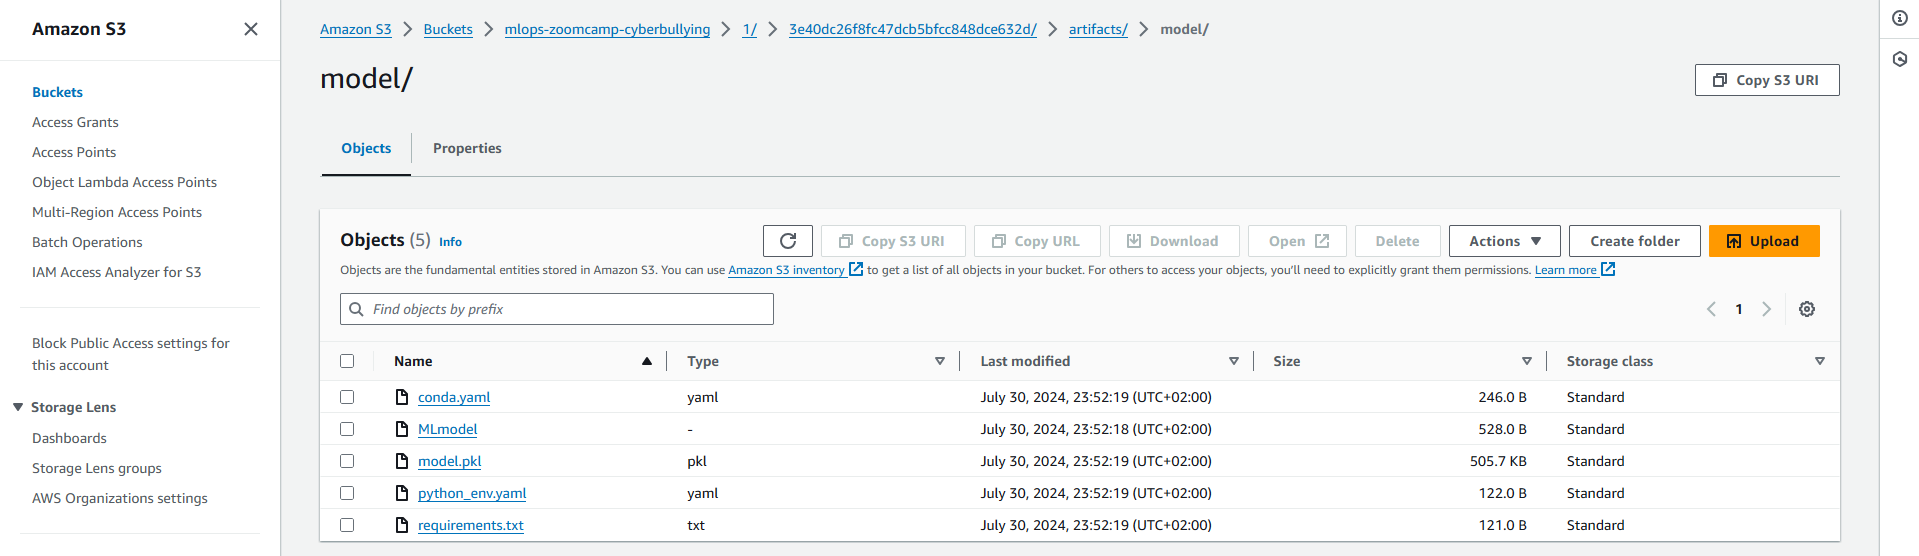 Amazon S3
Buckets
Access Grants
Access Points
Object Lambda Access Points
Multi-Region Access Points
Batch Operations
IAM Access Analyzer for S3
Block Public Access settings for
this account
Storage Lens
Dashboards
Storage Lens groups
AWS Organizations settings
Amazon S3 Buckets mlops-zoomcamp-cyberbullying 1/ 3e40dc26f8fc47dcb5bfcc848dce632d/ artifacts/ model/
model/
Copy S3 URI
Objects Properties
Objects (5) Info
Copy S3 URI Copy URL Download Open Delete Actions Create folder Upload
Objects are the fundamental entities stored in Amazon S3. You can use Amazon S3 inventory to get a list of all objects in your bucket. For others to access your objects, you'll need to explicitly grant them permissions. Learn more
Find objects by prefix
1
Name Type Last modified Size Storage class
conda.yaml yaml July 30, 2024, 23:52:19 (UTC+02:00) 246.0 B Standard
MLmodel - July 30, 2024, 23:52:18 (UTC+02:00) 528.0 B Standard
model.pkl pkl July 30, 2024, 23:52:19 (UTC+02:00) 505.7 KB Standard
python_env.yaml yaml July 30, 2024, 23:52:19 (UTC+02:00) 122.0 B Standard
requirements.txt txt July 30, 2024, 23:52:19 (UTC+02:00) 121.0 B Standard